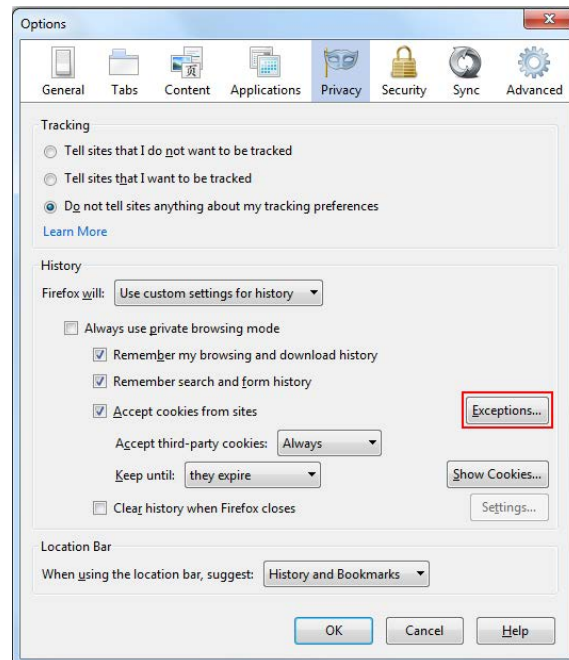 Options
General Tabs Content Applications Privacy Security Sync Advanced
页
Tracking
Tell sites that I do not want to be tracked
Tell sites that I want to be tracked
Do not tell sites anything about my tracking preferences
Learn More
History
Firefox will: Use custom settings for history
Always use private browsing mode
Remember my browsing and download history
Remember search and form history
Accept cookies from sites Exceptions...
Accept third-party cookies: Always
Keep until: they expire Show Cookies...
Clear history when Firefox closes Settings...
Location Bar
When using the location bar, suggest: History and Bookmarks
OK Cancel Help